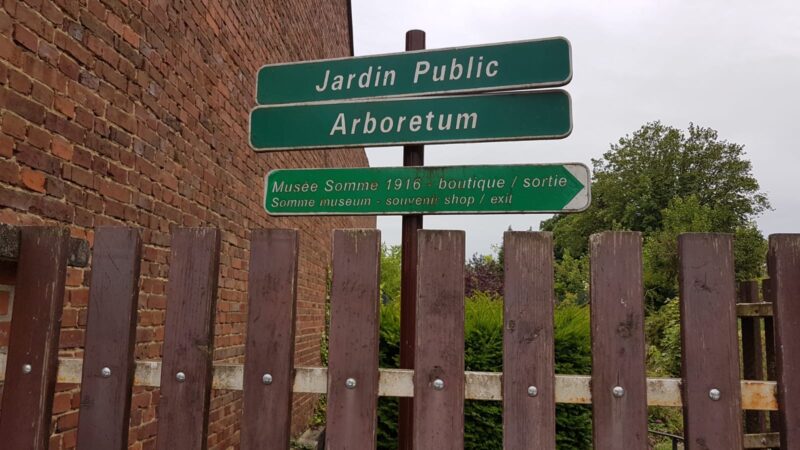 Jardin Public
Arboretum
Musée Somme 1916 - boutique / sortie
Somme museum - souvenir shop / exit